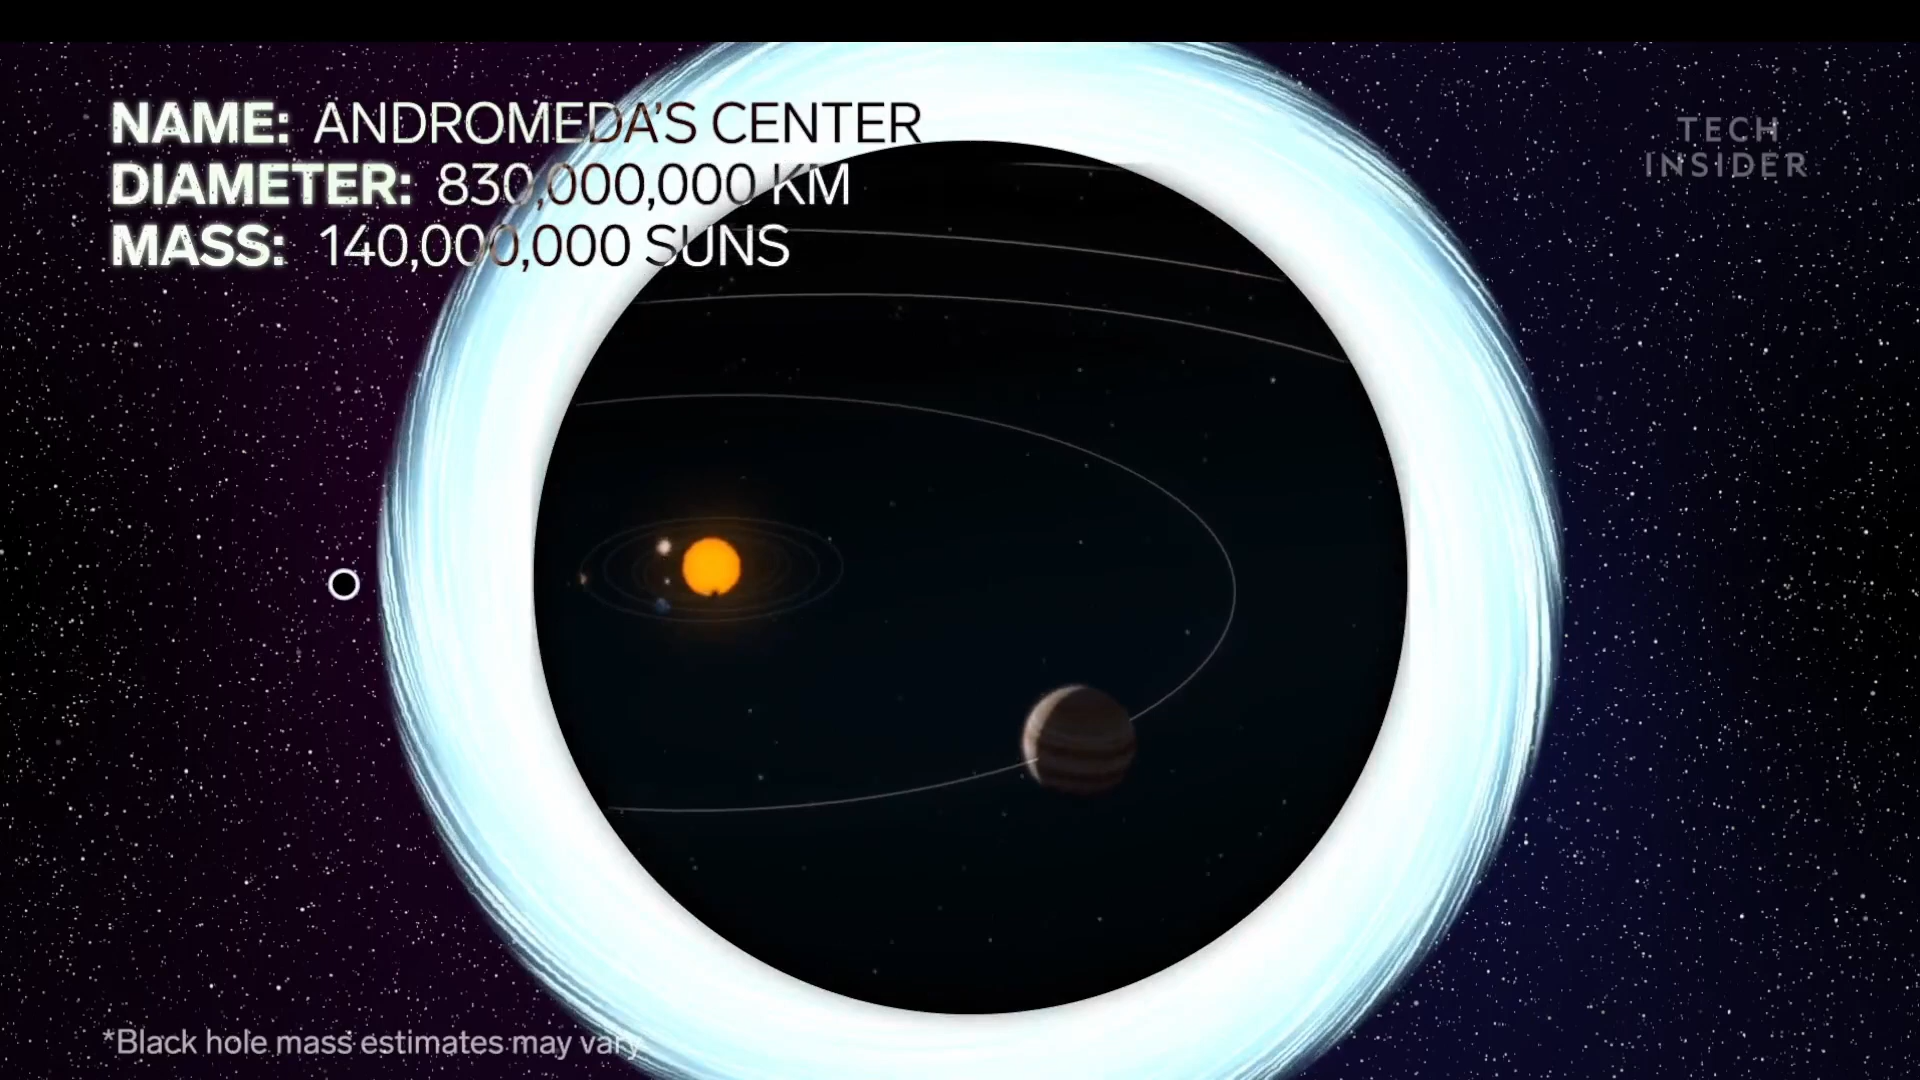 NAME: ANDROMEDA'S CENTER
DIAMETER: 830,000,000 KM
MASS: 140,000,000 SUNS
TECH
INSIDER
*Black hole mass estimates may vary.